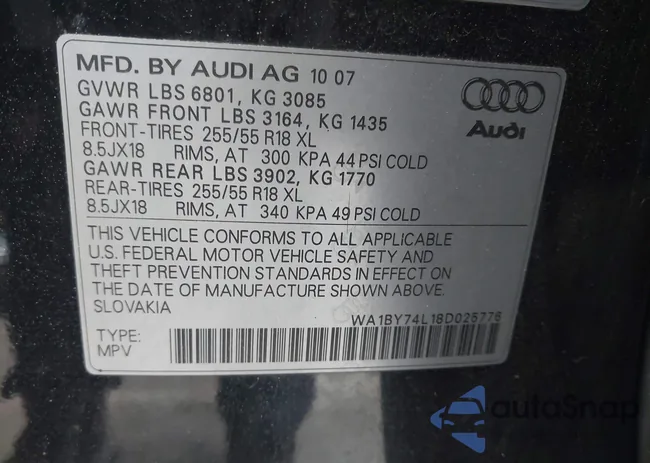 MFD. BY AUDI AG 10 07
GVWR LBS 6801, KG 3085
GAWR FRONT LBS 3164, KG 1435
FRONT-TIRES 255/55 R18 XL
8.5JX18 RIMS, AT 300 KPA 44 PSI COLD
GAWR REAR LBS 3902, KG 1770
REAR-TIRES 255/55 R18 XL
8.5JX18 RIMS, AT 340 KPA 49 PSI COLD
Audi
THIS VEHICLE CONFORMS TO ALL APPLICABLE
U.S. FEDERAL MOTOR VEHICLE SAFETY AND
THEFT PREVENTION STANDARDS IN EFFECT ON
THE DATE OF MANUFACTURE SHOWN ABOVE.
SLOVAKIA
WA1BY74L18D025776
TYPE:
MPV
autoSnap